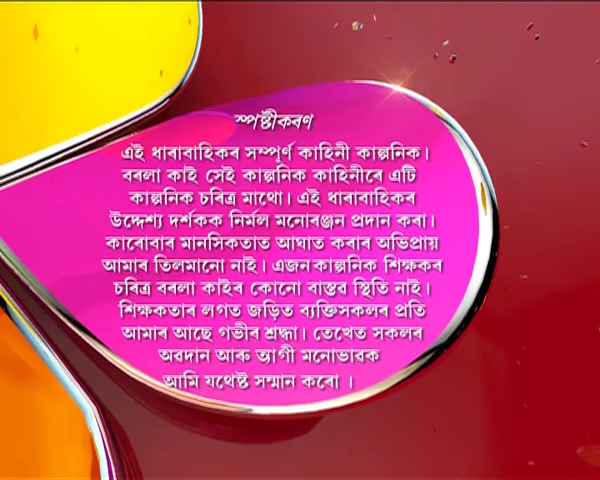 স্পষ্টীকৰণ
এই ধাৰাবাহিকৰ সম্পূৰ্ণ কাহিনী কাল্পনিক।
বৰলা কাই সেই কাল্পনিক কাহিনীৰে এটি
কাল্পনিক চৰিত্ৰ মাথো। এই ধাৰাবাহিকৰ
উদ্দেশ্য দৰ্শকক নিৰ্মল মনোৰঞ্জন প্ৰদান কৰা।
কাৰোবাৰ মানসিকতাত আঘাত কৰাৰ অভিপ্ৰায়
আমাৰ তিলমানো নাই। এজন কাল্পনিক শিক্ষকৰ
চৰিত্ৰ বৰলা কাইৰ কোনো বাস্তৱ স্থিতি নাই।
শিক্ষকতাৰ লগত জড়িত ব্যক্তিসকলৰ প্ৰতি
আমাৰ আছে গভীৰ শ্ৰদ্ধা। তেখেত সকলৰ
অৱদান আৰু ত্যাগী মনোভাৱক
আমি যথেষ্ট সন্মান কৰো ।